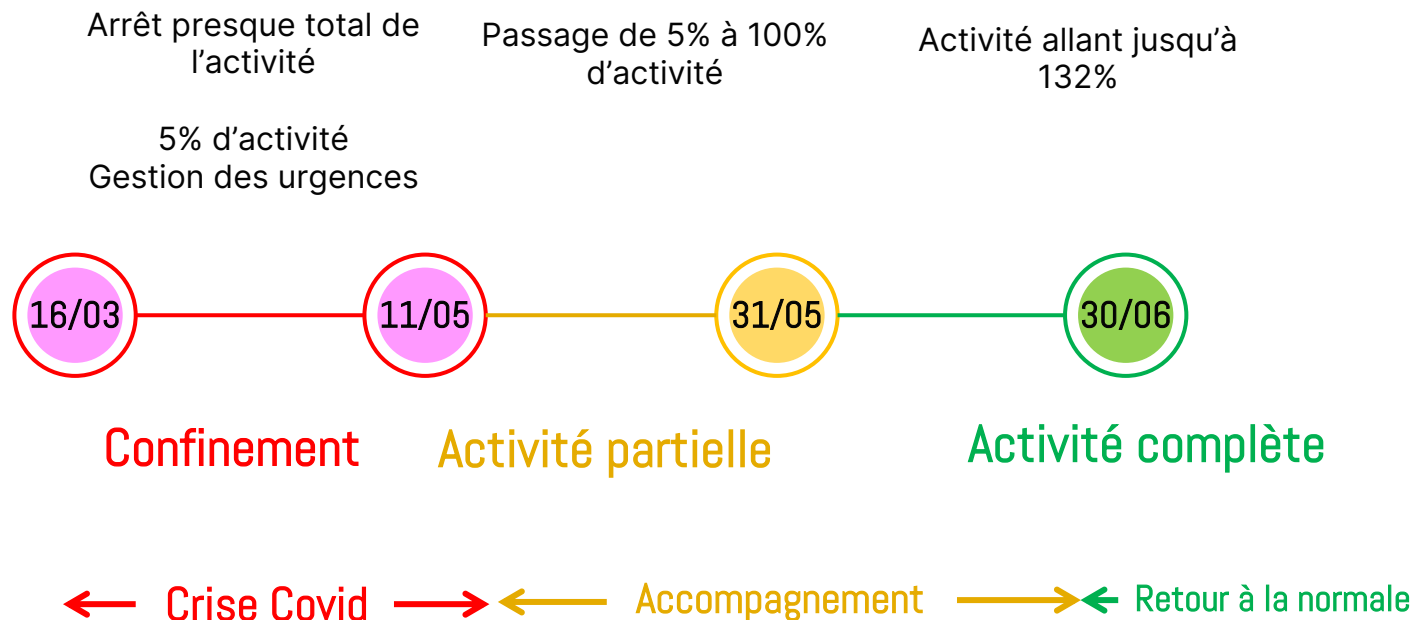 Arrêt presque total de
l’activité
5% d’activité
Gestion des urgences
Passage de 5% à 100%
d’activité
Activité allant jusqu’à
132%
16/03
11/05
31/05
30/06
Confinement
Activité partielle
Activité complète
Crise Covid
Accompagnement
Retour à la normale